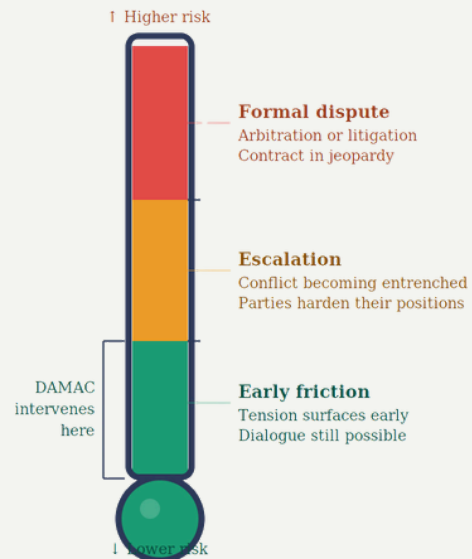 ↑ Higher risk
Formal dispute
Arbitration or litigation
Contract in jeopardy
Escalation
Conflict becoming entrenched
Parties harden their positions
DAMAC
intervenes
here
Early friction
Tension surfaces early
Dialogue still possible
↓ Lower risk